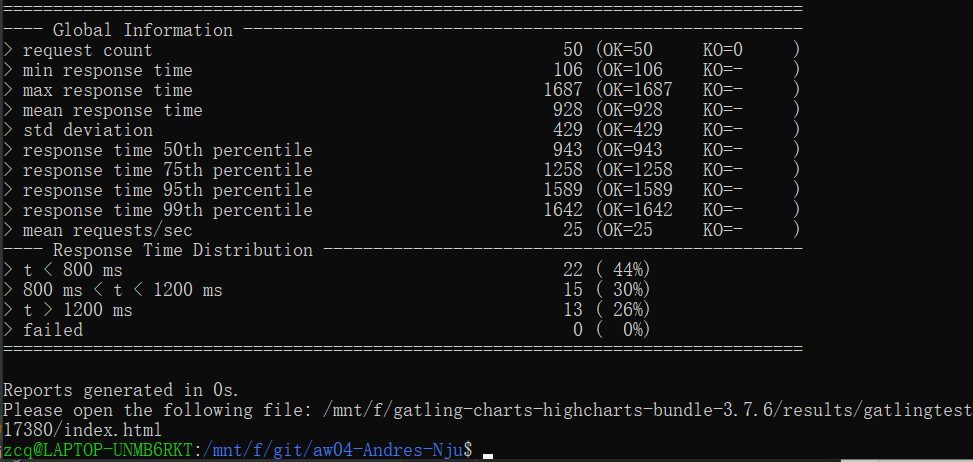 ================================================================================
---- Global Information --------------------------------------------------------
> request count                                         50 (OK=50     KO=0     )
> min response time                                    106 (OK=106    KO=-     )
> max response time                                   1687 (OK=1687   KO=-     )
> mean response time                                   928 (OK=928    KO=-     )
> std deviation                                        429 (OK=429    KO=-     )
> response time 50th percentile                        943 (OK=943    KO=-     )
> response time 75th percentile                       1258 (OK=1258   KO=-     )
> response time 95th percentile                       1589 (OK=1589   KO=-     )
> response time 99th percentile                       1642 (OK=1642   KO=-     )
> mean requests/sec                                     25 (OK=25     KO=-     )
---- Response Time Distribution ------------------------------------------------
> t < 800 ms                                            22 ( 44%)
> 800 ms < t < 1200 ms                                  15 ( 30%)
> t > 1200 ms                                           13 ( 26%)
> failed                                                 0 (  0%)
================================================================================

Reports generated in 0s.
Please open the following file: /mnt/f/gatling-charts-highcharts-bundle-3.7.6/results/gatlingtest
17380/index.html
zcq@LAPTOP-UNMB6RKT:/mnt/f/git/aw04-Andres-Nju$